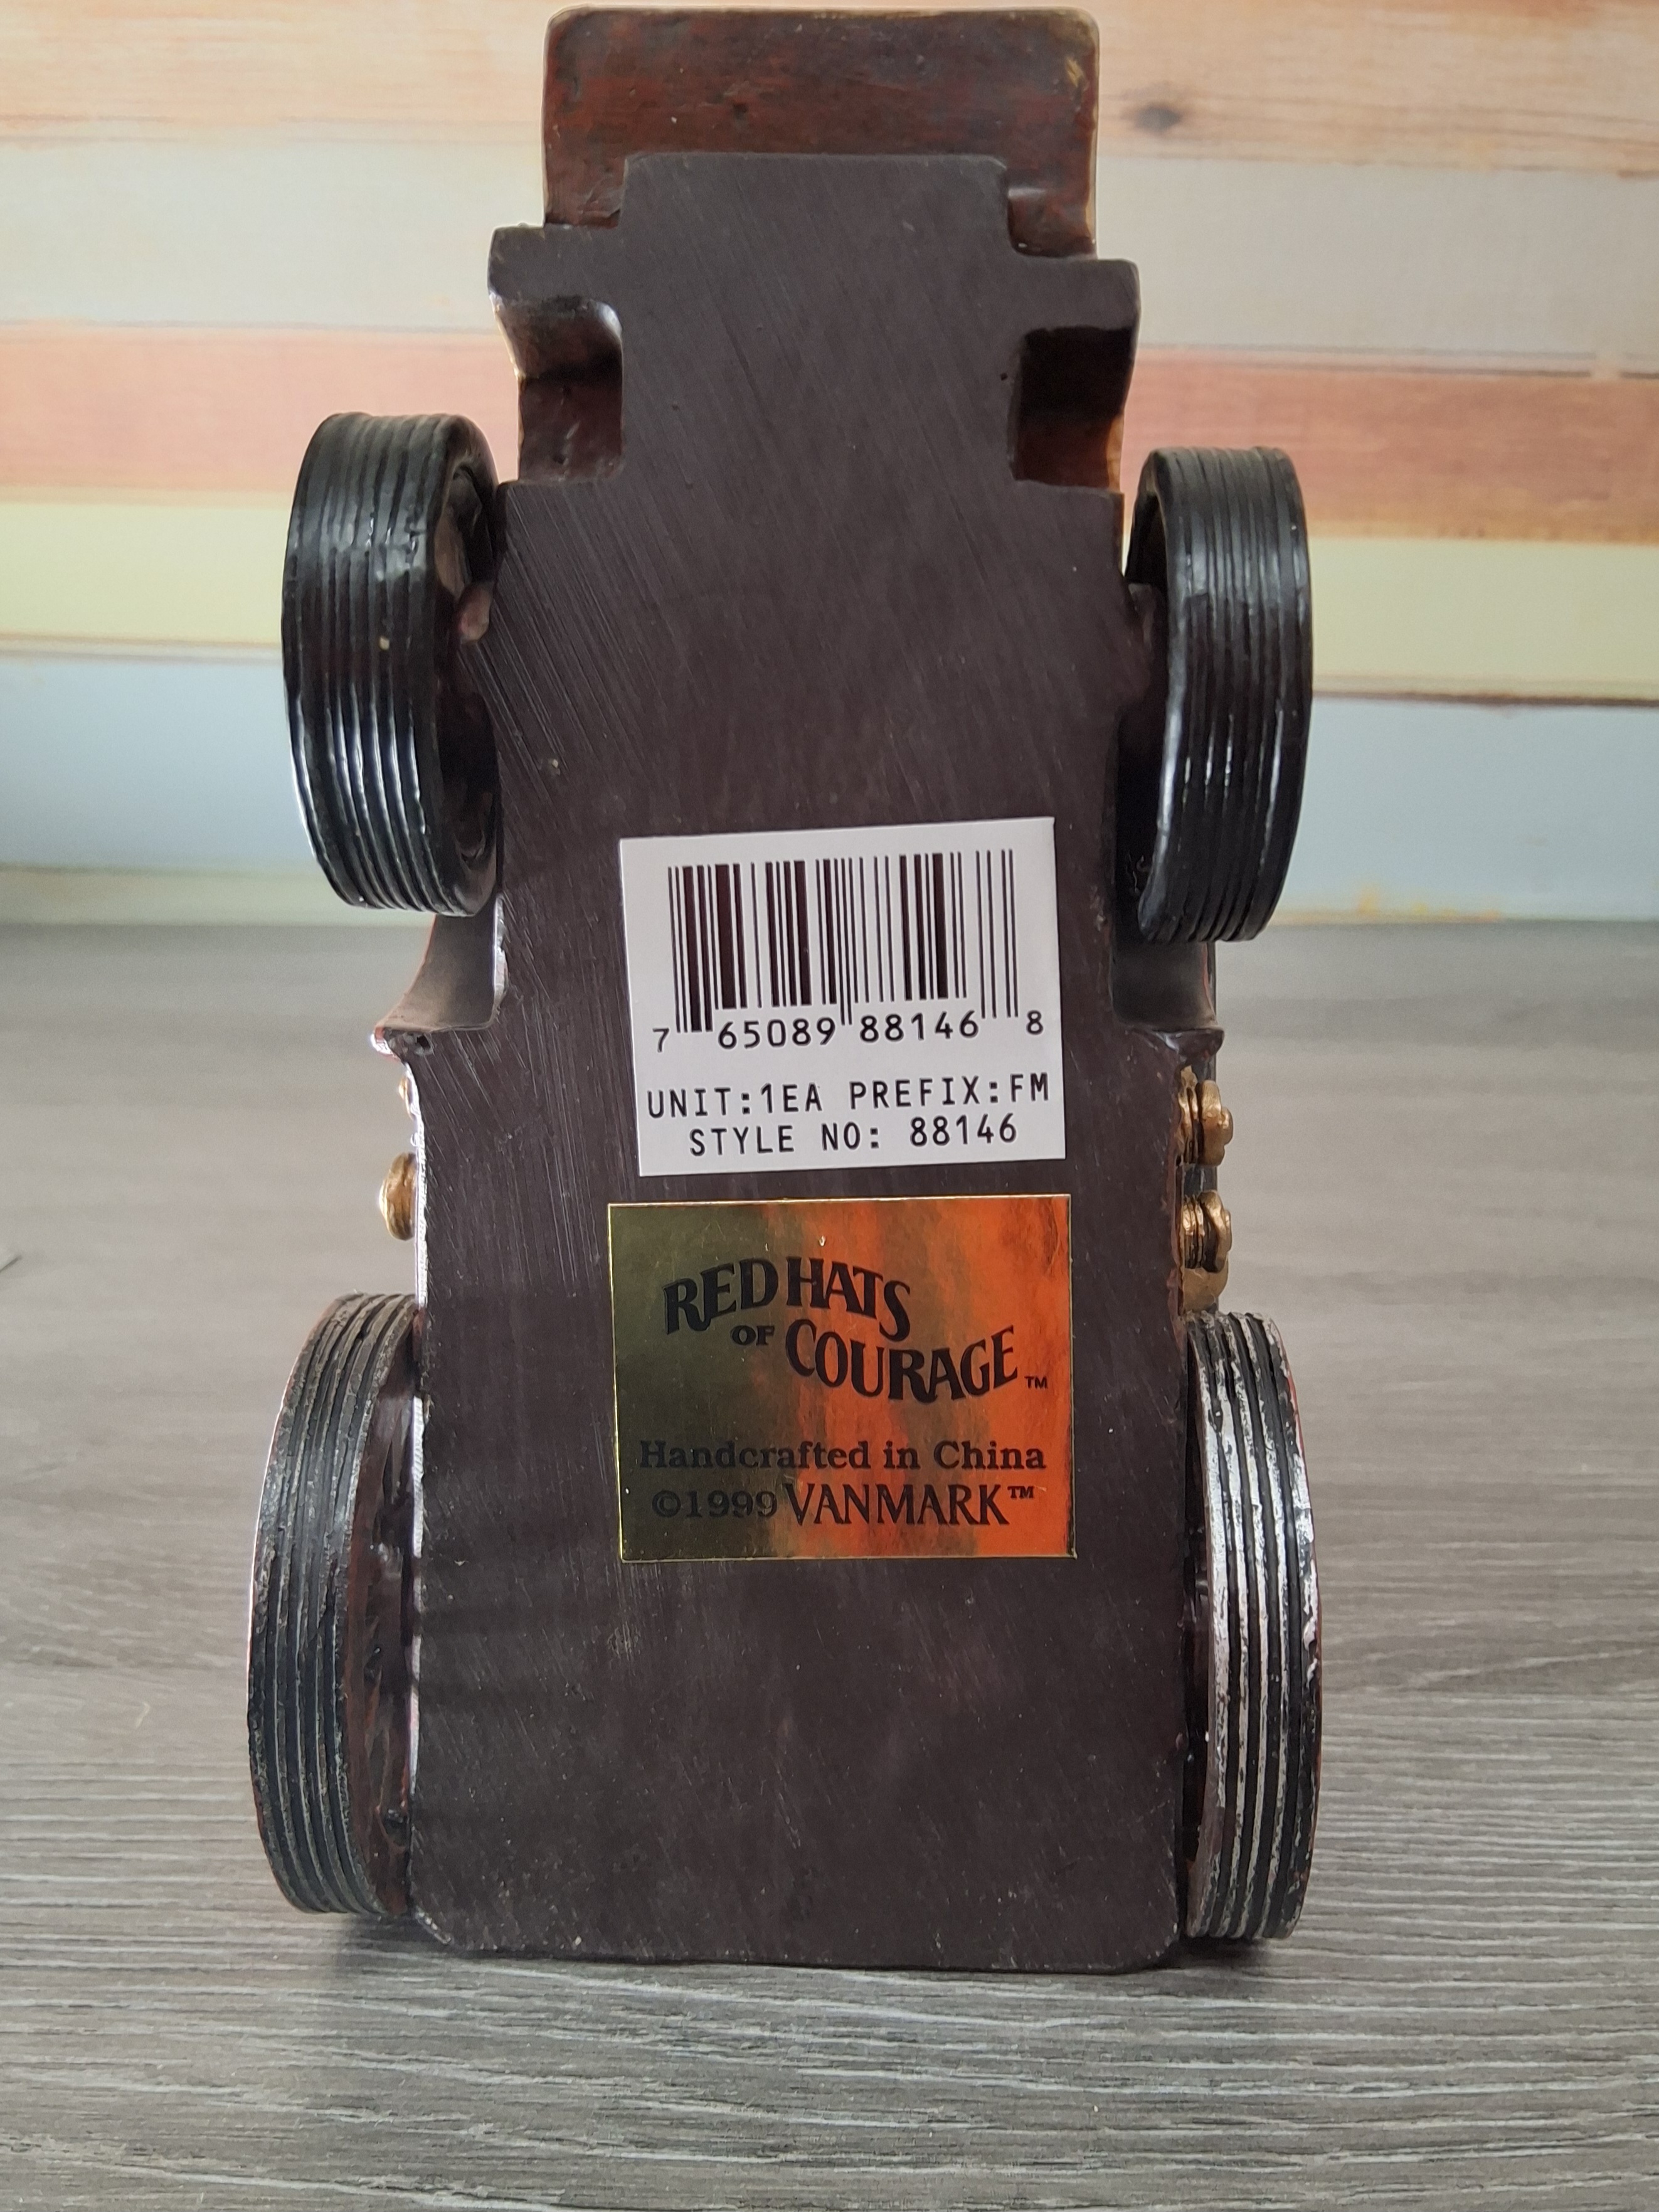 7 65089 88146 8
UNIT:1EA PREFIX:FM
STYLE NO: 88146
RED HATS
OF COURAGE™
Handcrafted in China
©1999 VANMARK™